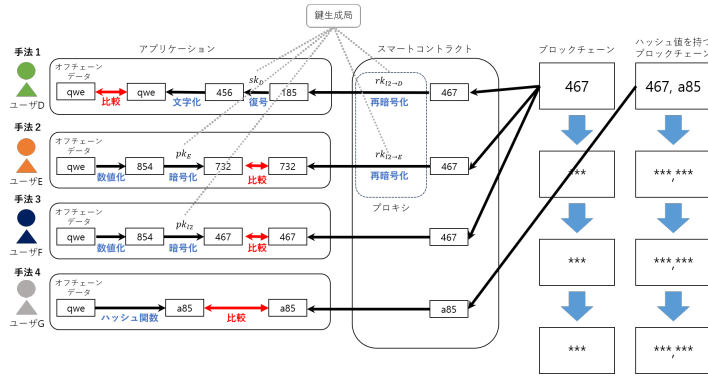 鍵生成局
アプリケーション
スマートコントラクト
ブロックチェーン
ハッシュ値を持つ
ブロックチェーン
手法 1
ユーザD
オフチェーン
データ
qwe
比較
qwe
文字化
456
sk_D
復号
185
rk_{I2→D}
再暗号化
467
467
467, a85
手法 2
ユーザE
オフチェーン
データ
qwe
数値化
854
pk_E
暗号化
732
比較
732
rk_{I2→E}
再暗号化
467
プロキシ
***
***, ***
手法 3
ユーザF
オフチェーン
データ
qwe
数値化
854
pk_{I2}
暗号化
467
比較
467
467
***
***, ***
手法 4
ユーザG
オフチェーン
データ
qwe
ハッシュ関数
a85
比較
a85
a85
***
***, ***